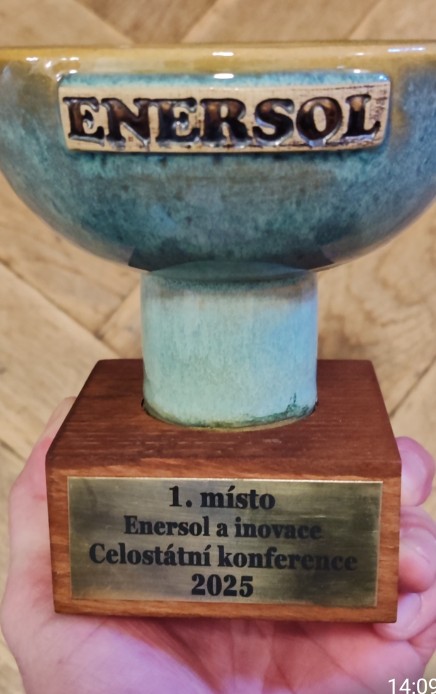 ENERSOL
1. místo
Enersol a inovace
Celostátní konference
2025
14:09